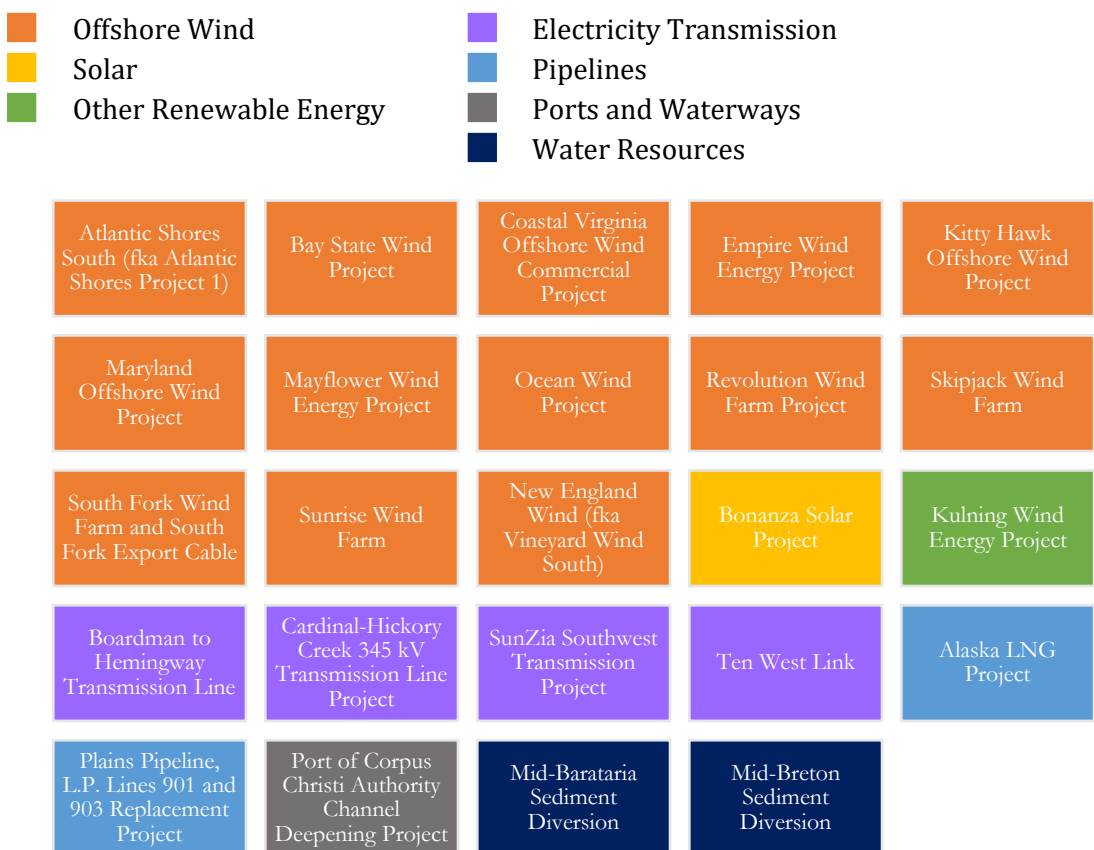 Offshore Wind
Solar
Other Renewable Energy
Electricity Transmission
Pipelines
Ports and Waterways
Water Resources
Atlantic Shores
South (fka Atlantic
Shores Project 1)
Bay State Wind
Project
Coastal Virginia
Offshore Wind
Commercial
Project
Empire Wind
Energy Project
Kitty Hawk
Offshore Wind
Project
Maryland
Offshore Wind
Project
Mayflower Wind
Energy Project
Ocean Wind
Project
Revolution Wind
Farm Project
Skipjack Wind
Farm
South Fork Wind
Farm and South
Fork Export Cable
Sunrise Wind
Farm
New England
Wind (fka
Vineyard Wind
South)
Bonanza Solar
Project
Kulning Wind
Energy Project
Boardman to
Hemingway
Transmission Line
Cardinal-Hickory
Creek 345 kV
Transmission Line
Project
SunZia Southwest
Transmission
Project
Ten West Link
Alaska LNG
Project
Plains Pipeline,
L.P. Lines 901 and
903 Replacement
Project
Port of Corpus
Christi Authority
Channel
Deepening Project
Mid-Barataria
Sediment
Diversion
Mid-Breton
Sediment
Diversion